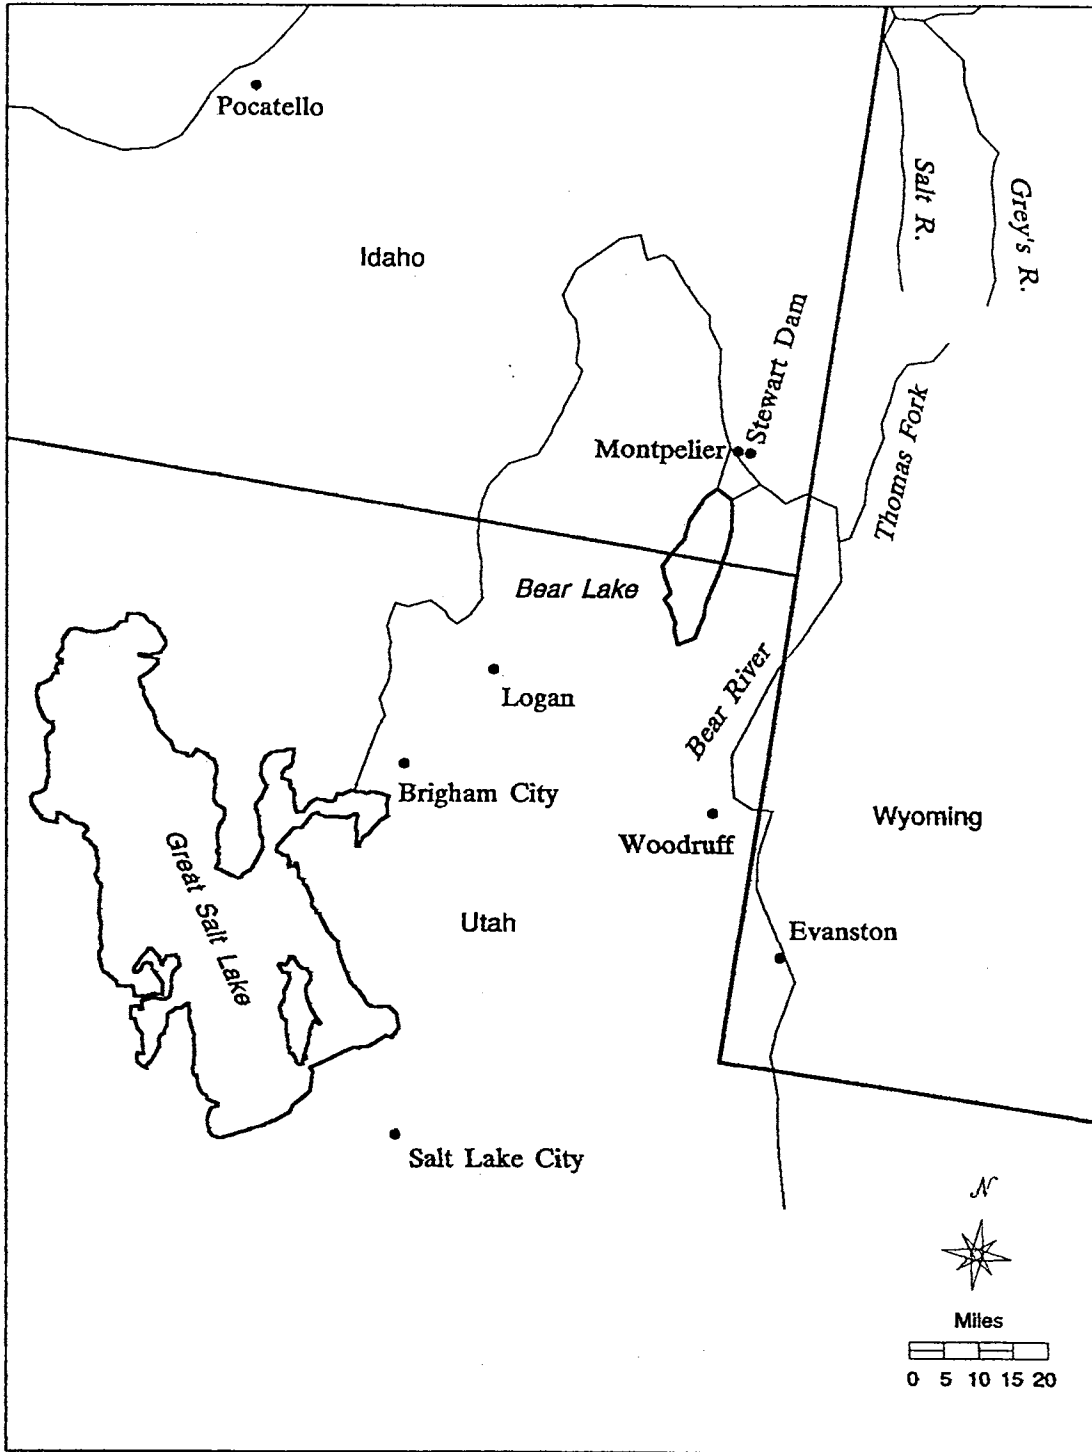 Pocatello
Salt R.
Grey's R.
Idaho
Stewart Dam
Montpelier
Thomas Fork
Bear Lake
Bear River
Logan
Brigham City
Wyoming
Woodruff
Great Salt Lake
Utah
Evanston
Salt Lake City
N
Miles
0 5 10 15 20